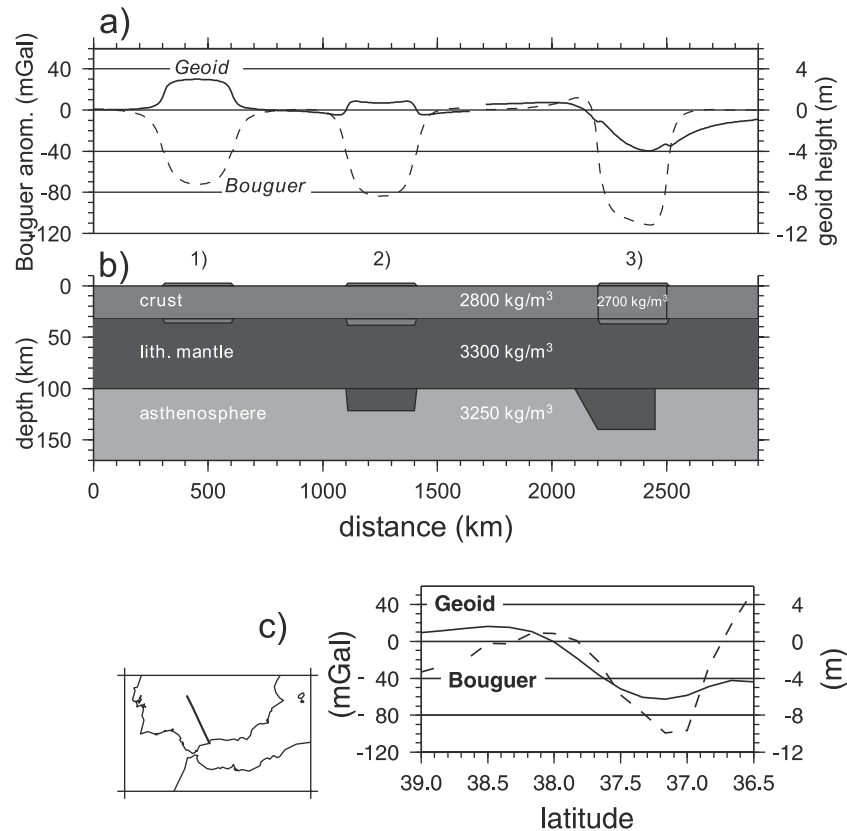 a)
Bouguer anom. (mGal)
40
0
-40
-80
-120
Geoid
Bouguer
4
0
-4
-8
-12
geoid height (m)
b)
1)
2)
3)
depth (km)
0
50
100
150
crust
2800 kg/m³
2700 kg/m³
lith. mantle
3300 kg/m³
asthenosphere
3250 kg/m³
0 500 1000 1500 2000 2500
distance (km)
c)
(mGal)
40
0
-40
-80
-120
Geoid
Bouguer
4
0
-4
-8
-12
(m)
39.0 38.5 38.0 37.5 37.0 36.5
latitude